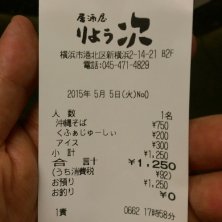 居酒屋
りょう次
横浜市港北区新横浜2-14-21 B2F
電話:045-471-4829
2015年 5月 5日(火)No0
人 数 1名
沖縄そば ¥750
くふぁじゅーしぃ ¥200
アイス ¥300
小 計 ¥1,250
合 計 ¥1,250
(うち消費税 ¥92)
お預り ¥1,250
お釣り ¥0
1責 0662 17時58分